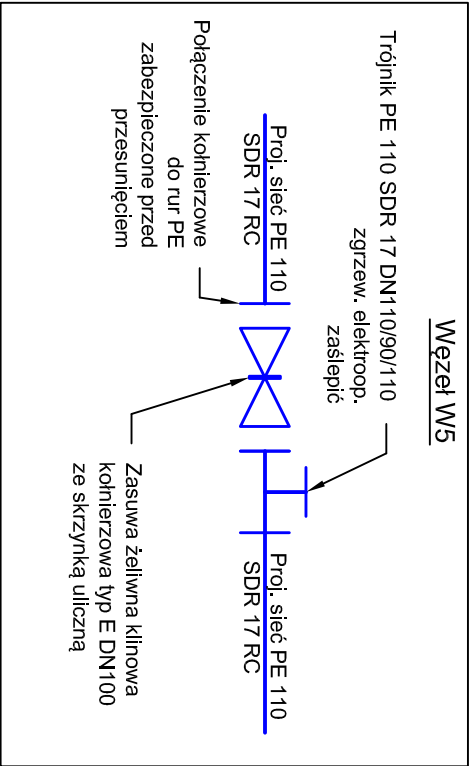 Węzeł W5
Trójnik PE 110 SDR 17 DN110/90/110
zgrzew. elektroop.
zaślepić
Proj. sieć PE 110
SDR 17 RC
Proj. sieć PE 110
SDR 17 RC
Połączenie kołnierzowe
do rur PE
zabezpieczone przed
przesunięciem
Zasuwa żeliwna klinowa
kołnierzowa typ E DN100
ze skrzynką uliczną